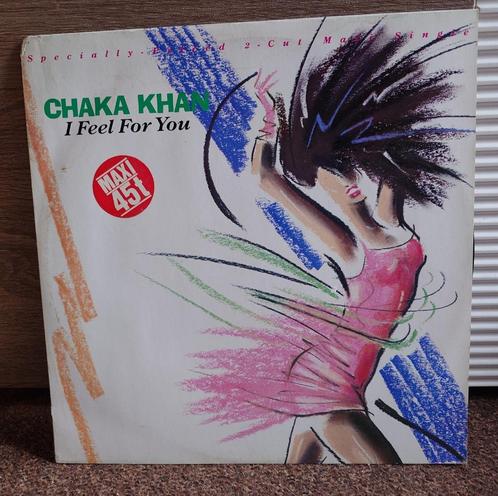 Specially-Priced 2-Cut Maxi Single
CHAKA KHAN
I Feel For You
MAXI
45t